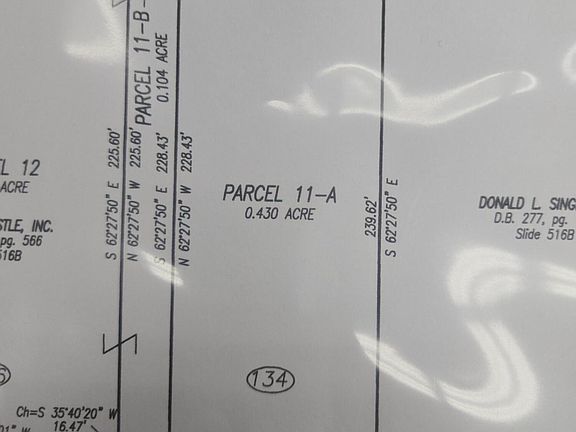 PARCEL 11-B-
0.104 ACRE
S 62°27'50" E 225.60'
N 62°27'50" W 225.60'
S 62°27'50" E 228.43'
N 62°27'50" W 228.43'
L 12
ACRE
STLE, INC.
pg. 566
516B
PARCEL 11-A
0.430 ACRE
239.62'
S 62°27'50" E
DONALD L. SING
D.B. 277, pg.
Slide 516B
134
Ch=S 35°40'20" W
01" W 16.47'